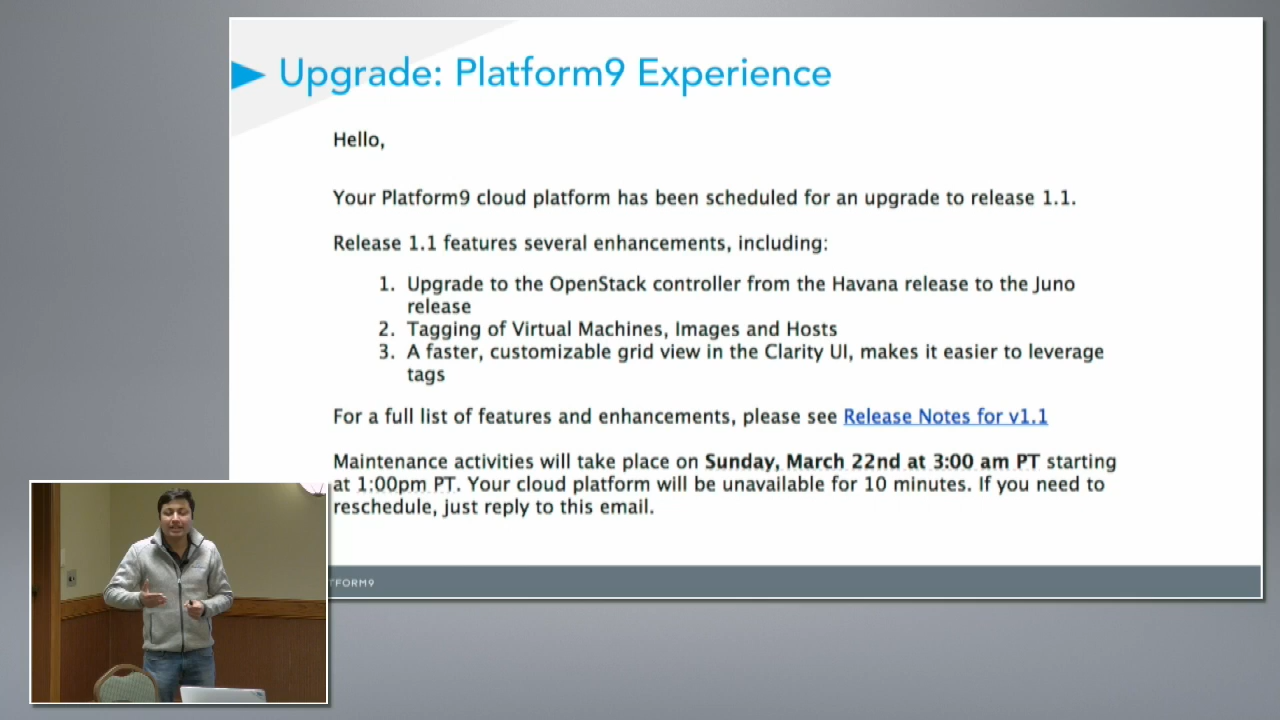 Upgrade: Platform9 Experience
Hello,
Your Platform9 cloud platform has been scheduled for an upgrade to release 1.1.
Release 1.1 features several enhancements, including:
1. Upgrade to the OpenStack controller from the Havana release to the Juno
release
2. Tagging of Virtual Machines, Images and Hosts
3. A faster, customizable grid view in the Clarity UI, makes it easier to leverage
tags
For a full list of features and enhancements, please see Release Notes for v1.1
Maintenance activities will take place on Sunday, March 22nd at 3:00 am PT starting
at 1:00pm PT. Your cloud platform will be unavailable for 10 minutes. If you need to
reschedule, just reply to this email.
TFORM9